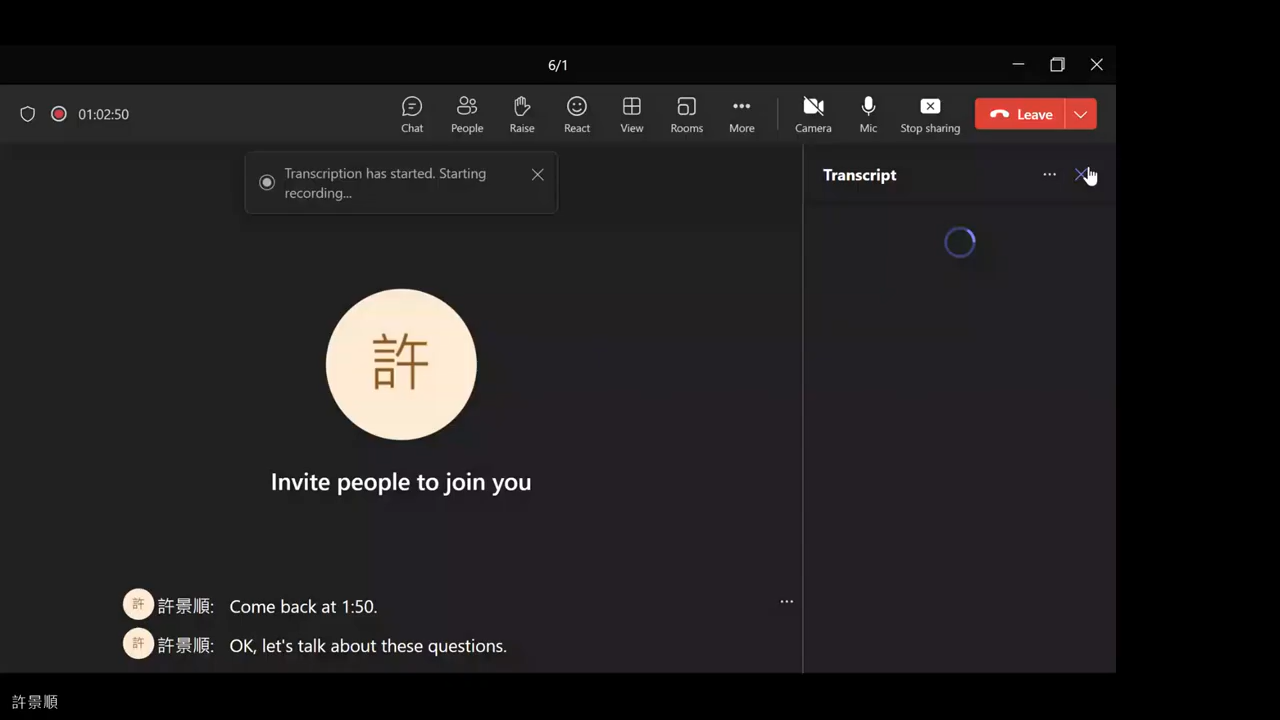 6/1
01:02:50
Chat
People
Raise
React
View
Rooms
More
Camera
Mic
Stop sharing
Leave
Transcription has started. Starting
recording...
Transcript
許
Invite people to join you
許 許景順: Come back at 1:50.
許 許景順: OK, let's talk about these questions.
許景順